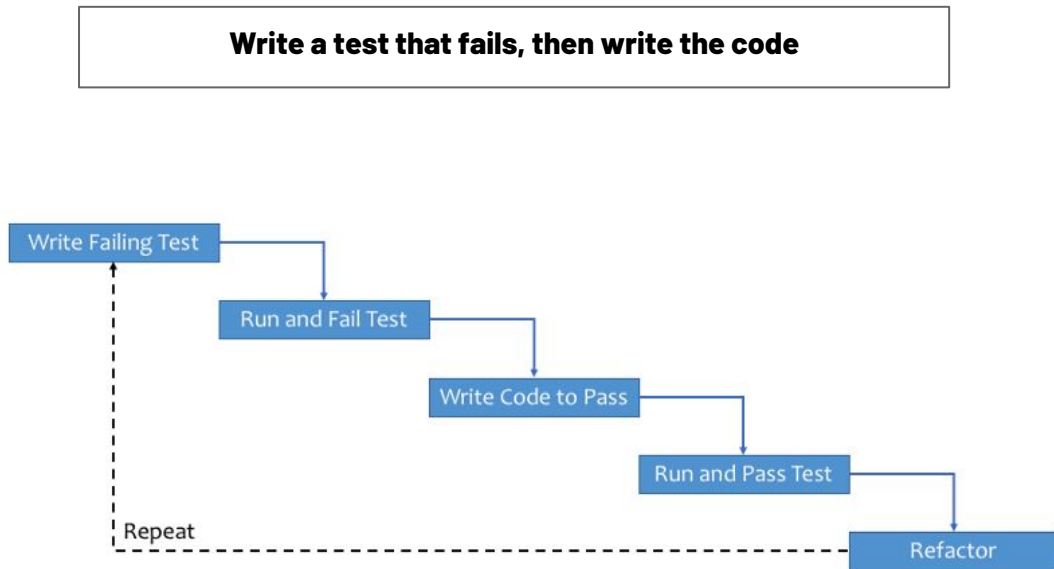 Write a test that fails, then write the code
Write Failing Test
Run and Fail Test
Write Code to Pass
Run and Pass Test
Repeat
Refactor